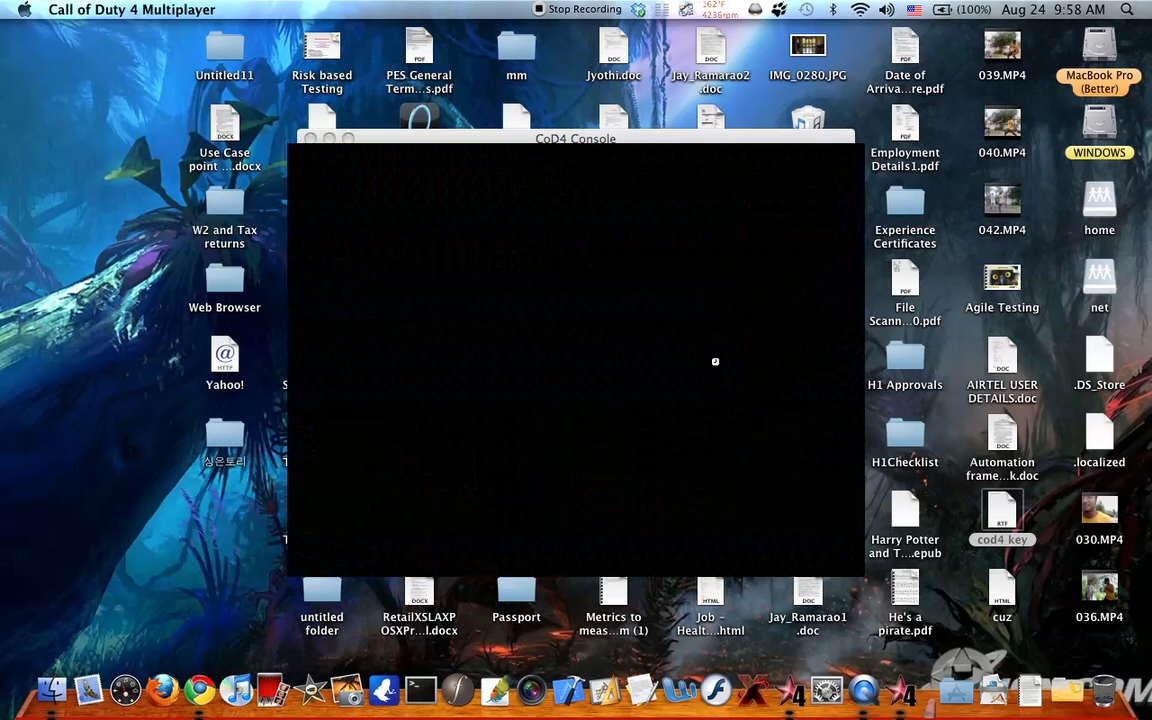 Call of Duty 4 Multiplayer
Stop Recording
162°F
4236rpm
(100%)
Aug 24 9:58 AM
Untitled11
Risk based
Testing
PES General
Term...s.pdf
mm
Jyothi.doc
Jay_Ramarao2
.doc
IMG_0280.JPG
Date of
Arriva...re.pdf
039.MP4
MacBook Pro
(Better)
CoD4 Console
Use Case
point ....docx
Employment
Details1.pdf
040.MP4
WINDOWS
W2 and Tax
returns
Experience
Certificates
042.MP4
home
Web Browser
File
Scann...0.pdf
Agile Testing
net
Yahoo!
H1 Approvals
AIRTEL USER
DETAILS.doc
.DS_Store
싱은토리
H1Checklist
Automation
frame...k.doc
.localized
Harry Potter
and T....epub
cod4 key
030.MP4
untitled
folder
RetailXSLAXP
OSXPr...l.docx
Passport
Metrics to
meas...m (1)
Job -
Healt....html
Jay_Ramarao1
.doc
He's a
pirate.pdf
cuz
036.MP4